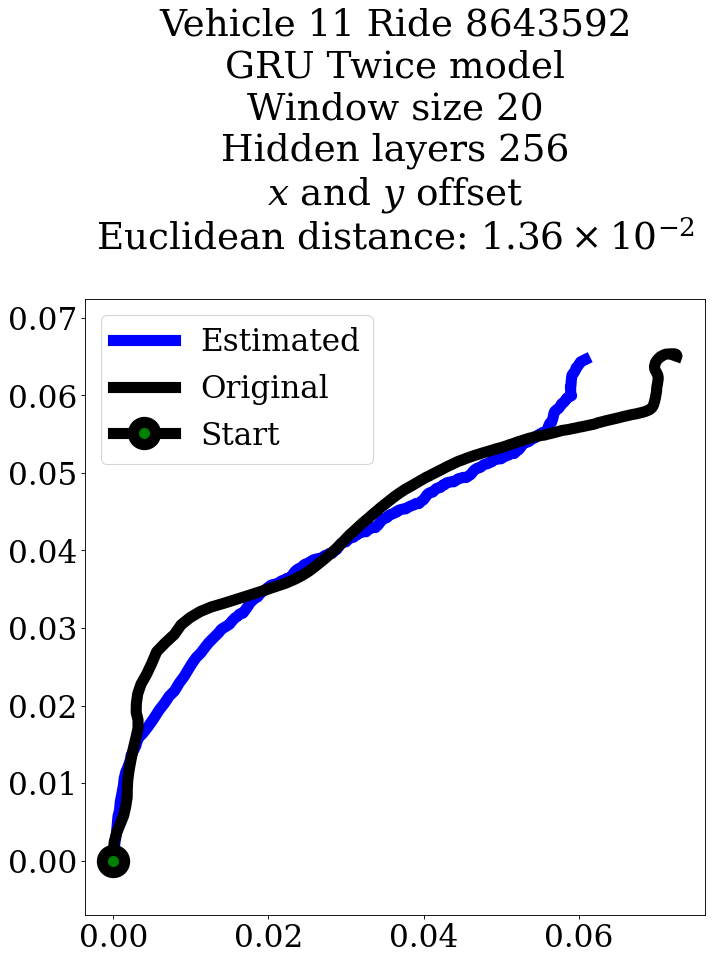 Vehicle 11 Ride 8643592
GRU Twice model
Window size 20
Hidden layers 256
x and y offset
Euclidean distance: 1.36 × 10⁻²
Estimated
Original
Start
0.07
0.06
0.05
0.04
0.03
0.02
0.01
0.00
0.00 0.02 0.04 0.06